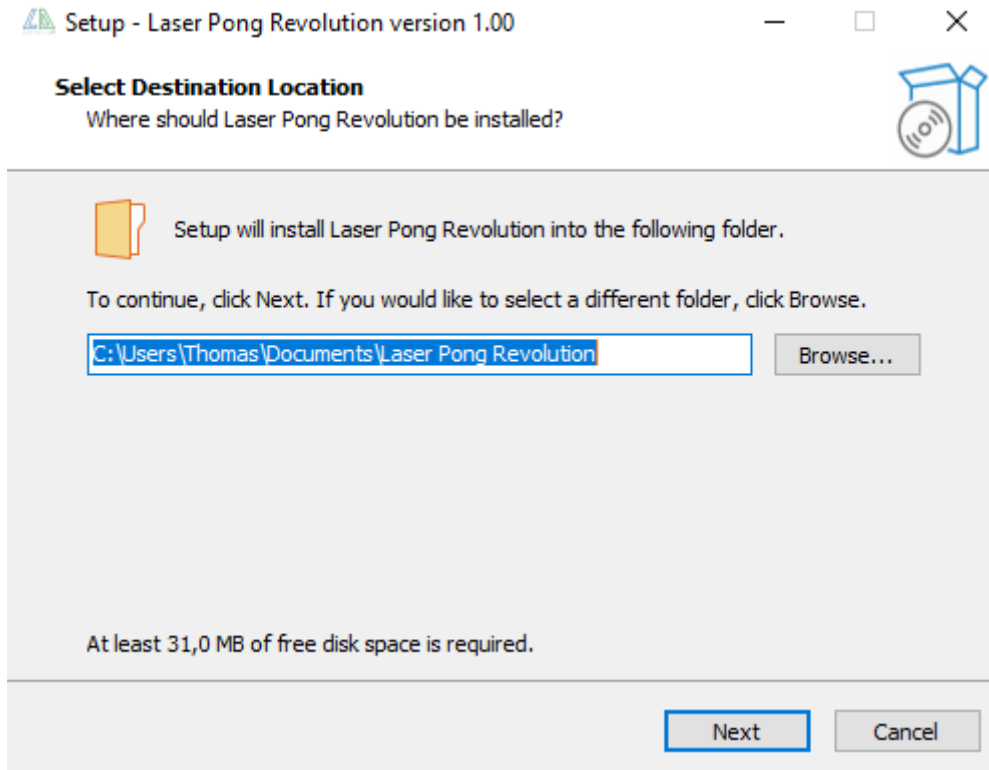 Setup - Laser Pong Revolution version 1.00
Select Destination Location
Where should Laser Pong Revolution be installed?
Setup will install Laser Pong Revolution into the following folder.
To continue, click Next. If you would like to select a different folder, click Browse.
C:\Users\Thomas\Documents\Laser Pong Revolution
Browse...
At least 31,0 MB of free disk space is required.
Next
Cancel